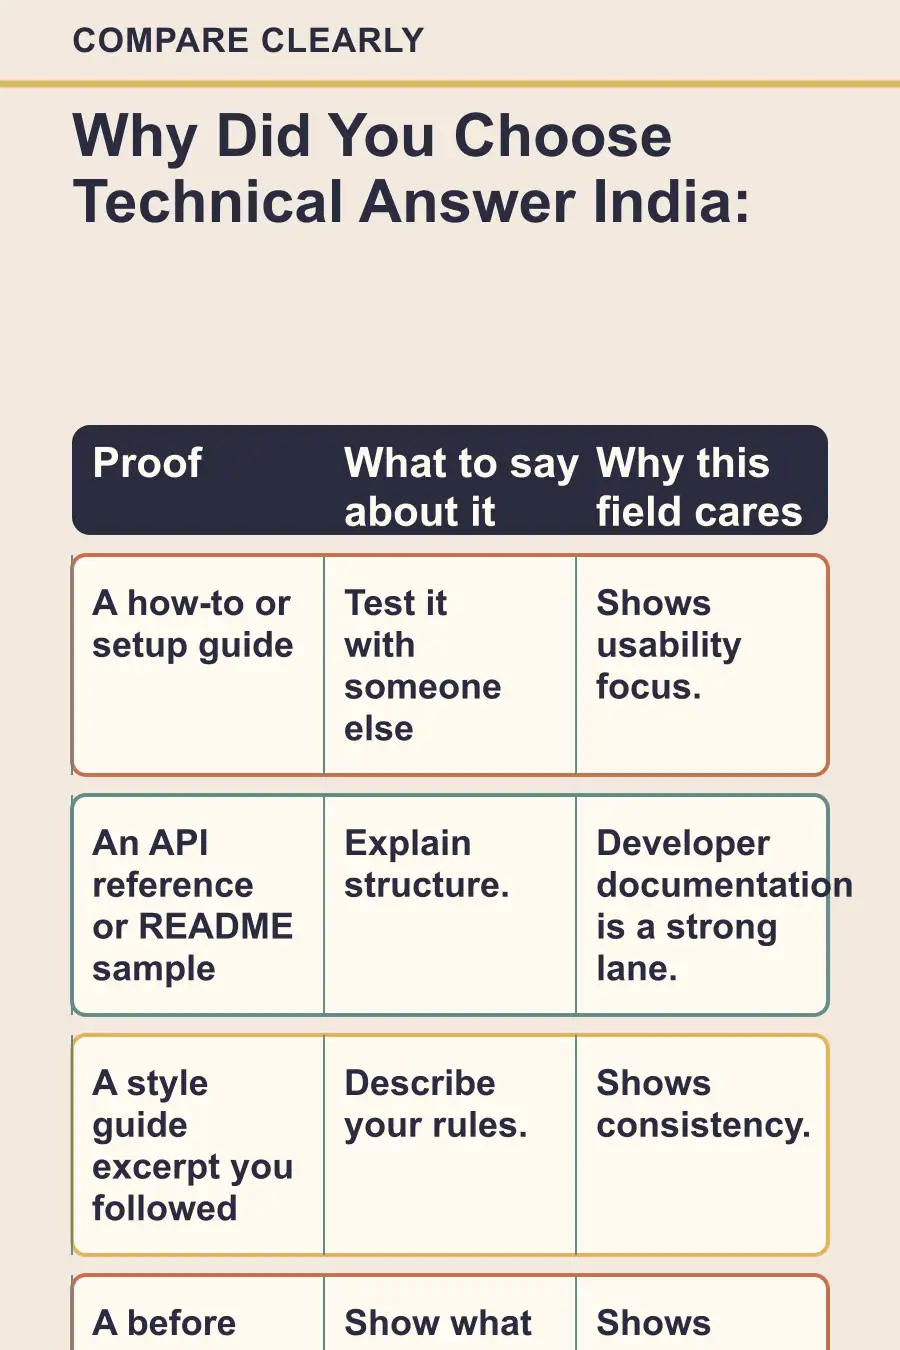 COMPARE CLEARLY
Why Did You Choose
Technical Answer India:
Proof
What to say
about it
Why this
field cares
A how-to or
setup guide
Test it
with
someone
else
Shows
usability
focus.
An API
reference
or README
sample
Explain
structure.
Developer
documentation
is a strong
lane.
A style
guide
excerpt you
followed
Describe
your rules.
Shows
consistency.
A before
Show what
Shows